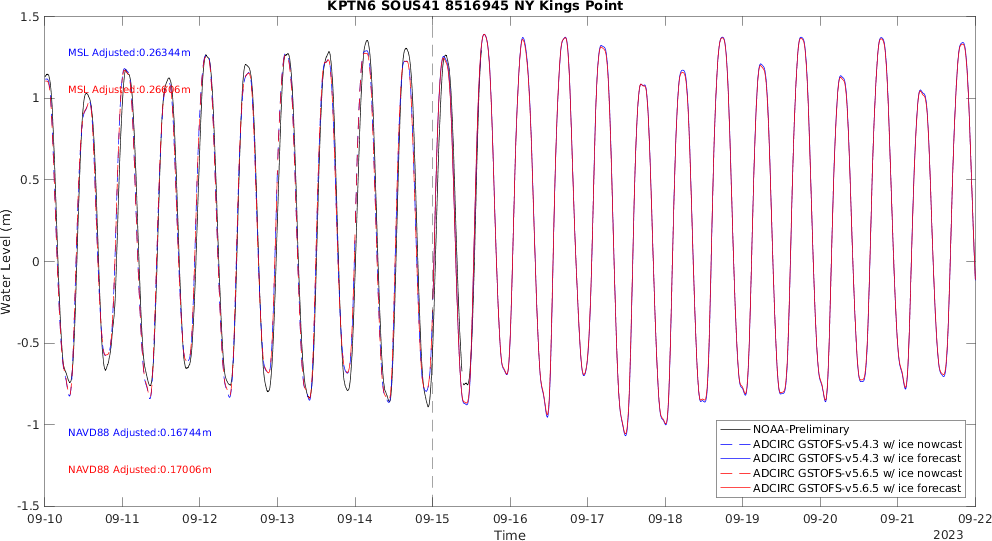 KPTN6 SOUS41 8516945 NY Kings Point
1.5
1
0.5
0
-0.5
-1
-1.5
Water Level (m)
MSL Adjusted:0.26344m
MSL Adjusted:0.26606m
NAVD88 Adjusted:0.16744m
NAVD88 Adjusted:0.17006m
NOAA-Preliminary
ADCIRC GSTOFS-v5.4.3 w/ ice nowcast
ADCIRC GSTOFS-v5.4.3 w/ ice forecast
ADCIRC GSTOFS-v5.6.5 w/ ice nowcast
ADCIRC GSTOFS-v5.6.5 w/ ice forecast
09-10 09-11 09-12 09-13 09-14 09-15 09-16 09-17 09-18 09-19 09-20 09-21 09-22
Time
2023